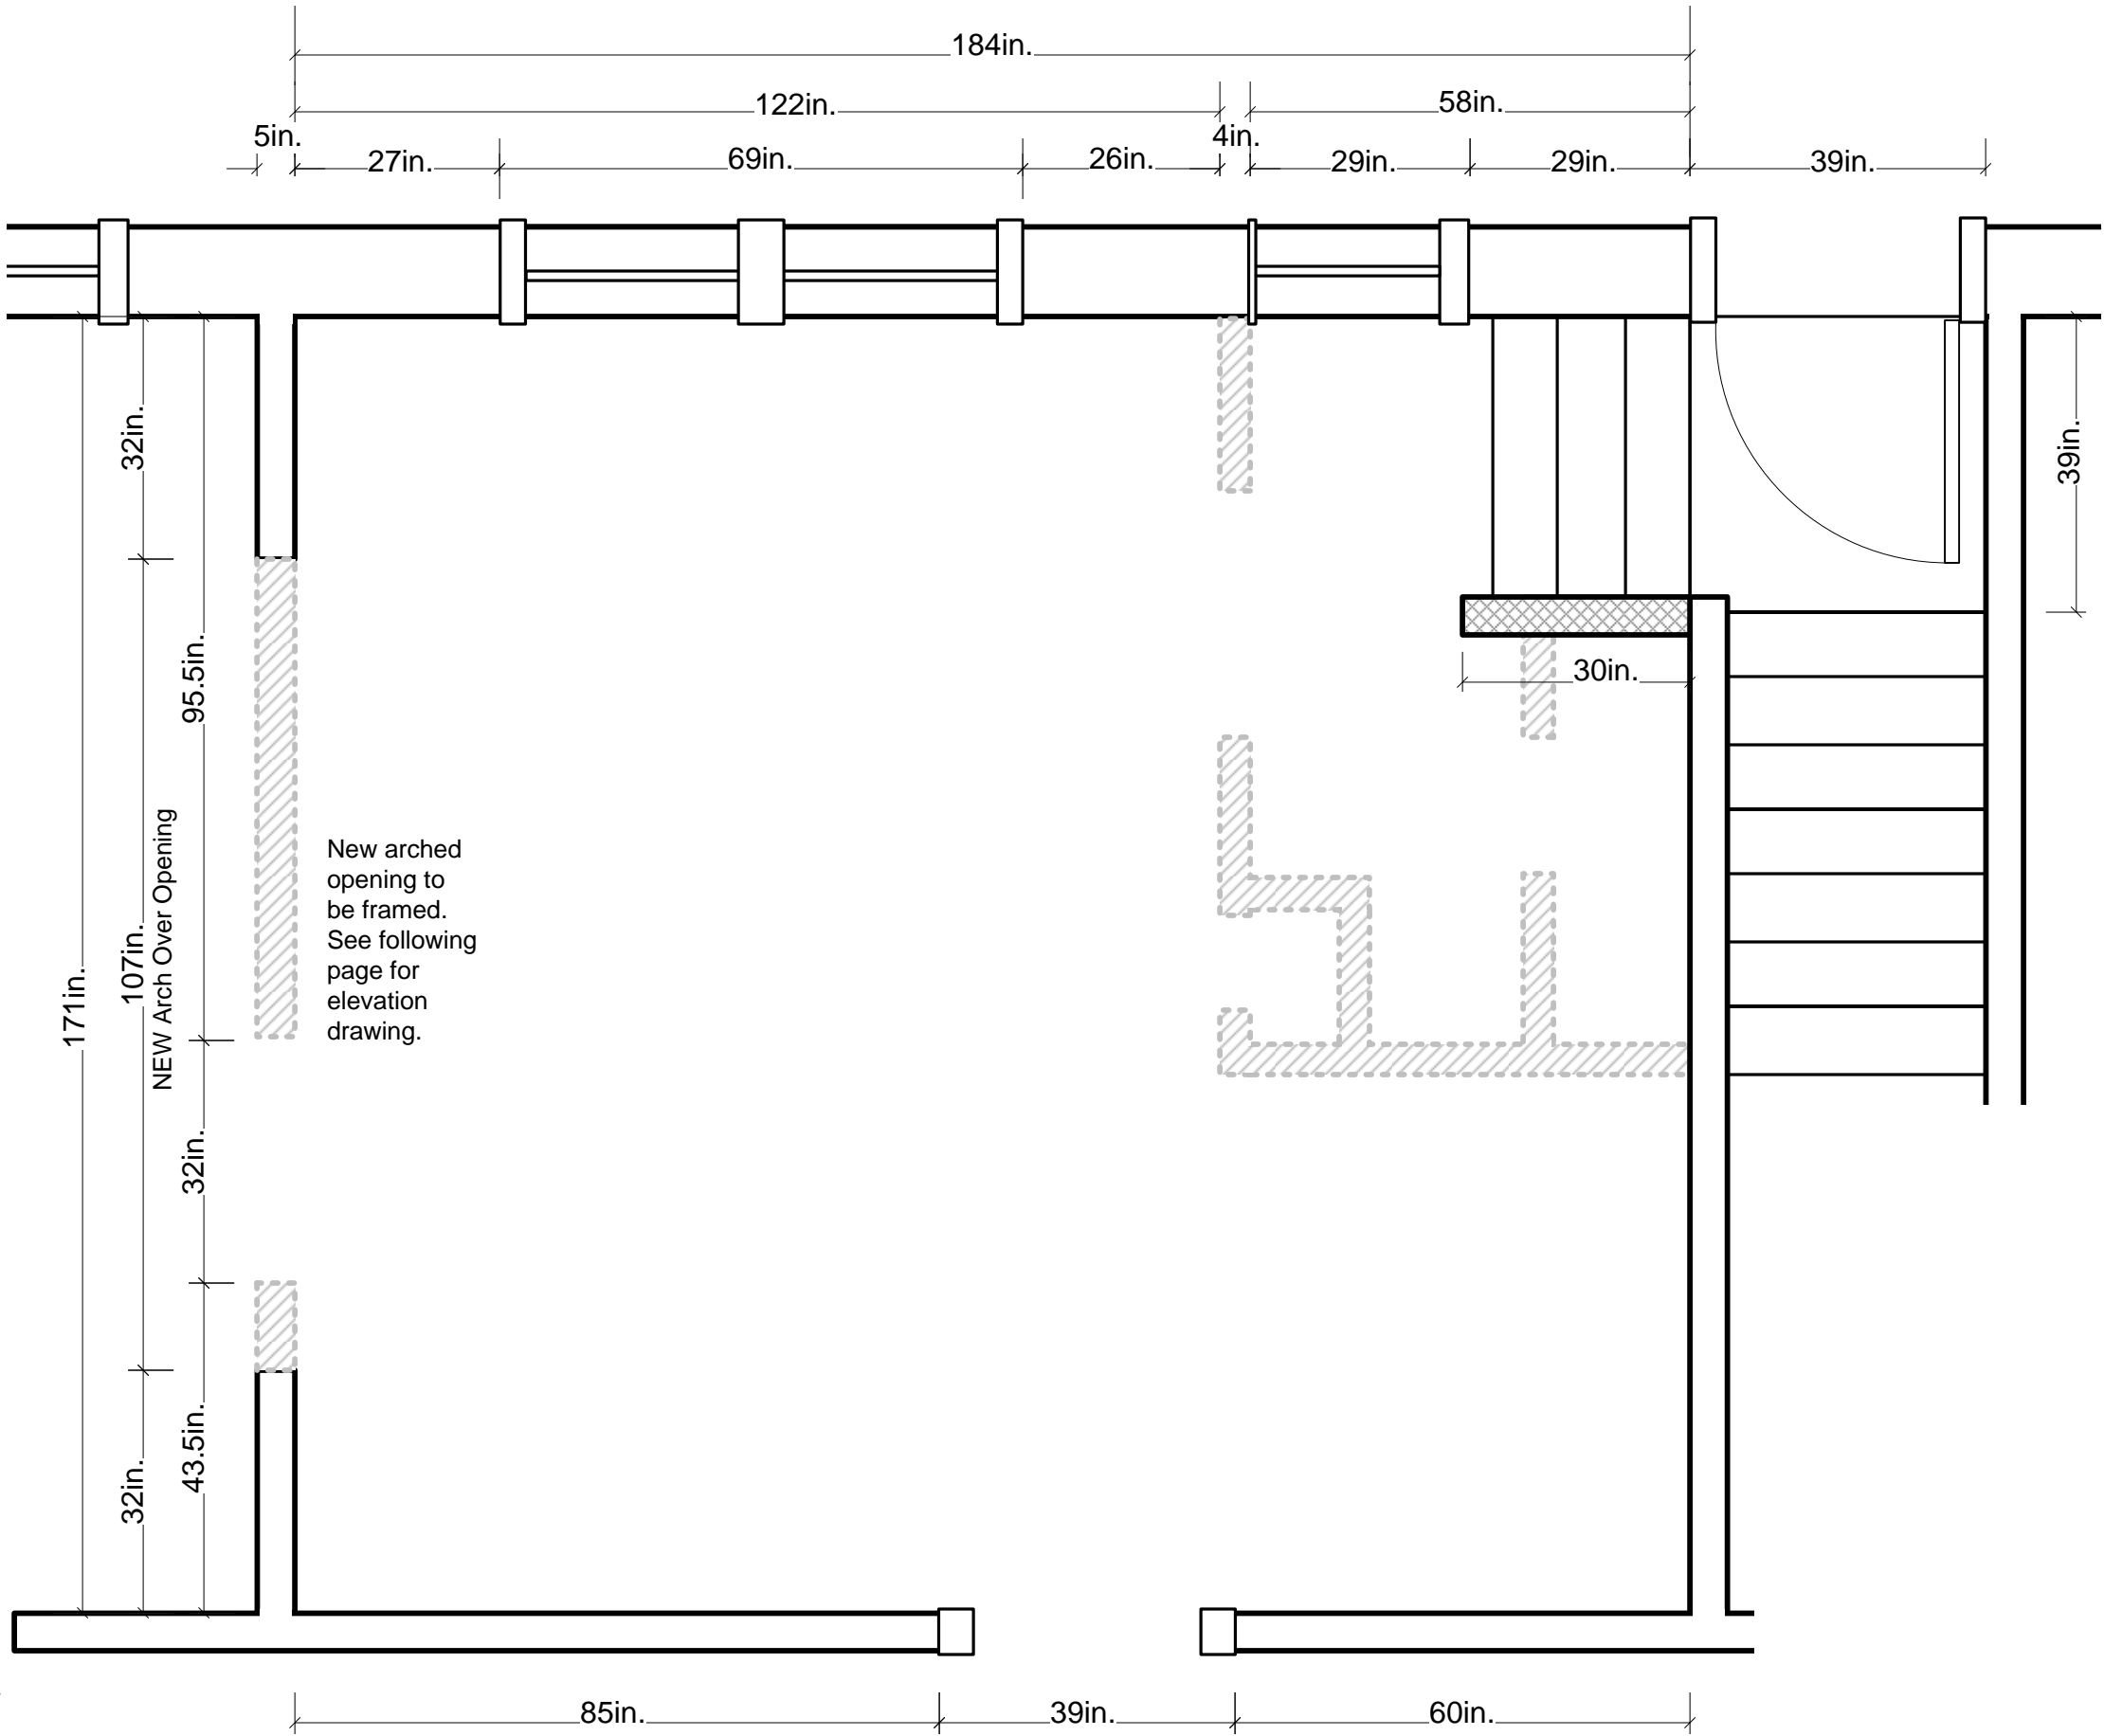 184in.
122in.
58in.
5in.
4in.
27in.
69in.
26in.
29in.
29in.
39in.
32in.
39in.
95.5in.
30in.
New arched
opening to
be framed.
See following
page for
elevation
drawing.
NEW Arch Over Opening
107in.
171in.
32in.
43.5in.
32in.
85in.
39in.
60in.